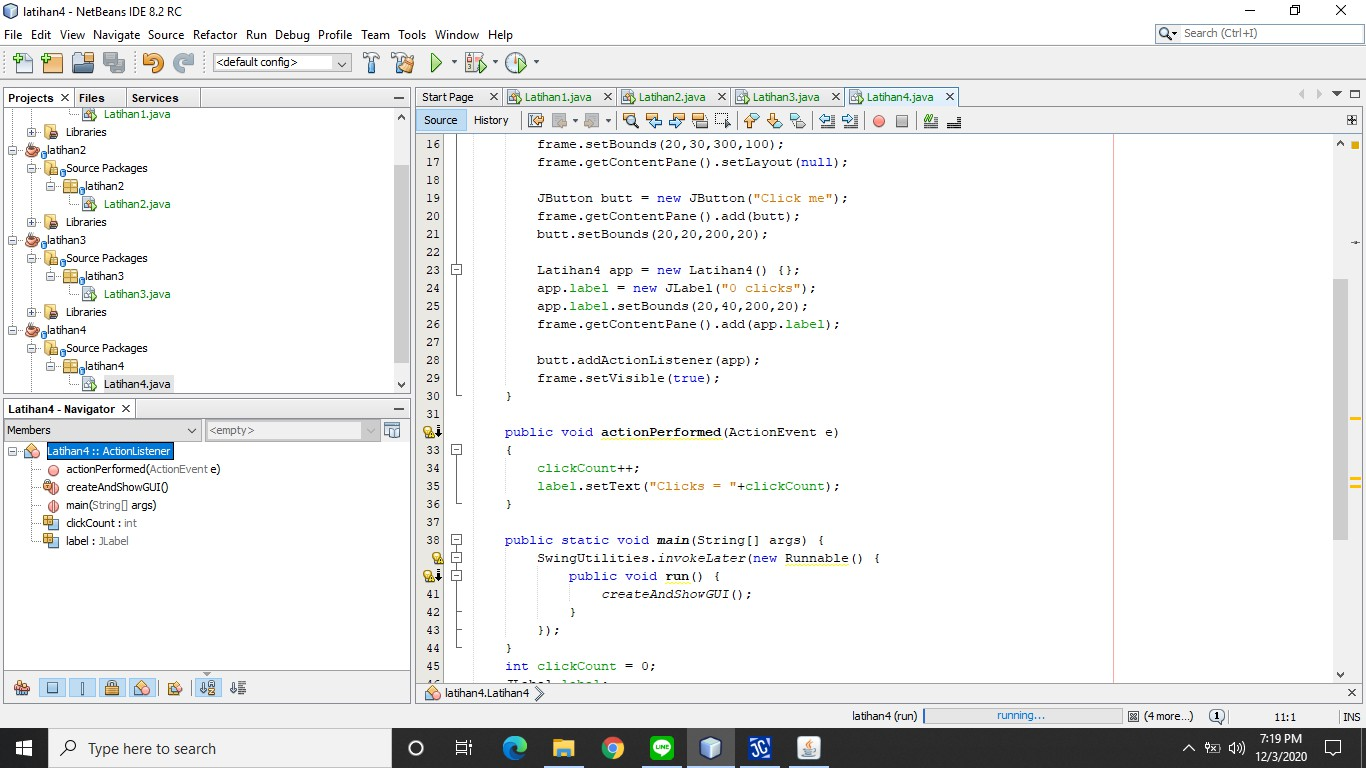 latihan4 - NetBeans IDE 8.2 RC
File Edit View Navigate Source Refactor Run Debug Profile Team Tools Window Help
Search (Ctrl+I)
<default config>
Projects Files Services
Latihan1.java
Libraries
latihan2
Source Packages
latihan2
Latihan2.java
Libraries
latihan3
Source Packages
latihan3
Latihan3.java
Libraries
latihan4
Source Packages
latihan4
Latihan4.java
Latihan4 - Navigator
Members <empty>
Latihan4 :: ActionListener
actionPerformed(ActionEvent e)
createAndShowGUI()
main(String[] args)
clickCount : int
label : JLabel
Start Page Latihan1.java Latihan2.java Latihan3.java Latihan4.java
Source History
16 frame.setBounds(20,30,300,100);
17 frame.getContentPane().setLayout(null);
18
19 JButton butt = new JButton("Click me");
20 frame.getContentPane().add(butt);
21 butt.setBounds(20,20,200,20);
22
23 Latihan4 app = new Latihan4() {};
24 app.label = new JLabel("0 clicks");
25 app.label.setBounds(20,40,200,20);
26 frame.getContentPane().add(app.label);
27
28 butt.addActionListener(app);
29 frame.setVisible(true);
30 }
31
public void actionPerformed(ActionEvent e)
33 {
34 clickCount++;
35 label.setText("Clicks = "+clickCount);
36 }
37
38 public static void main(String[] args) {
SwingUtilities.invokeLater(new Runnable() {
public void run() {
41 createAndShowGUI();
42 }
43 });
44 }
45 int clickCount = 0;
latihan4.Latihan4
latihan4 (run) running... (4 more...) 1 11:1 INS
Type here to search
7:19 PM
12/3/2020